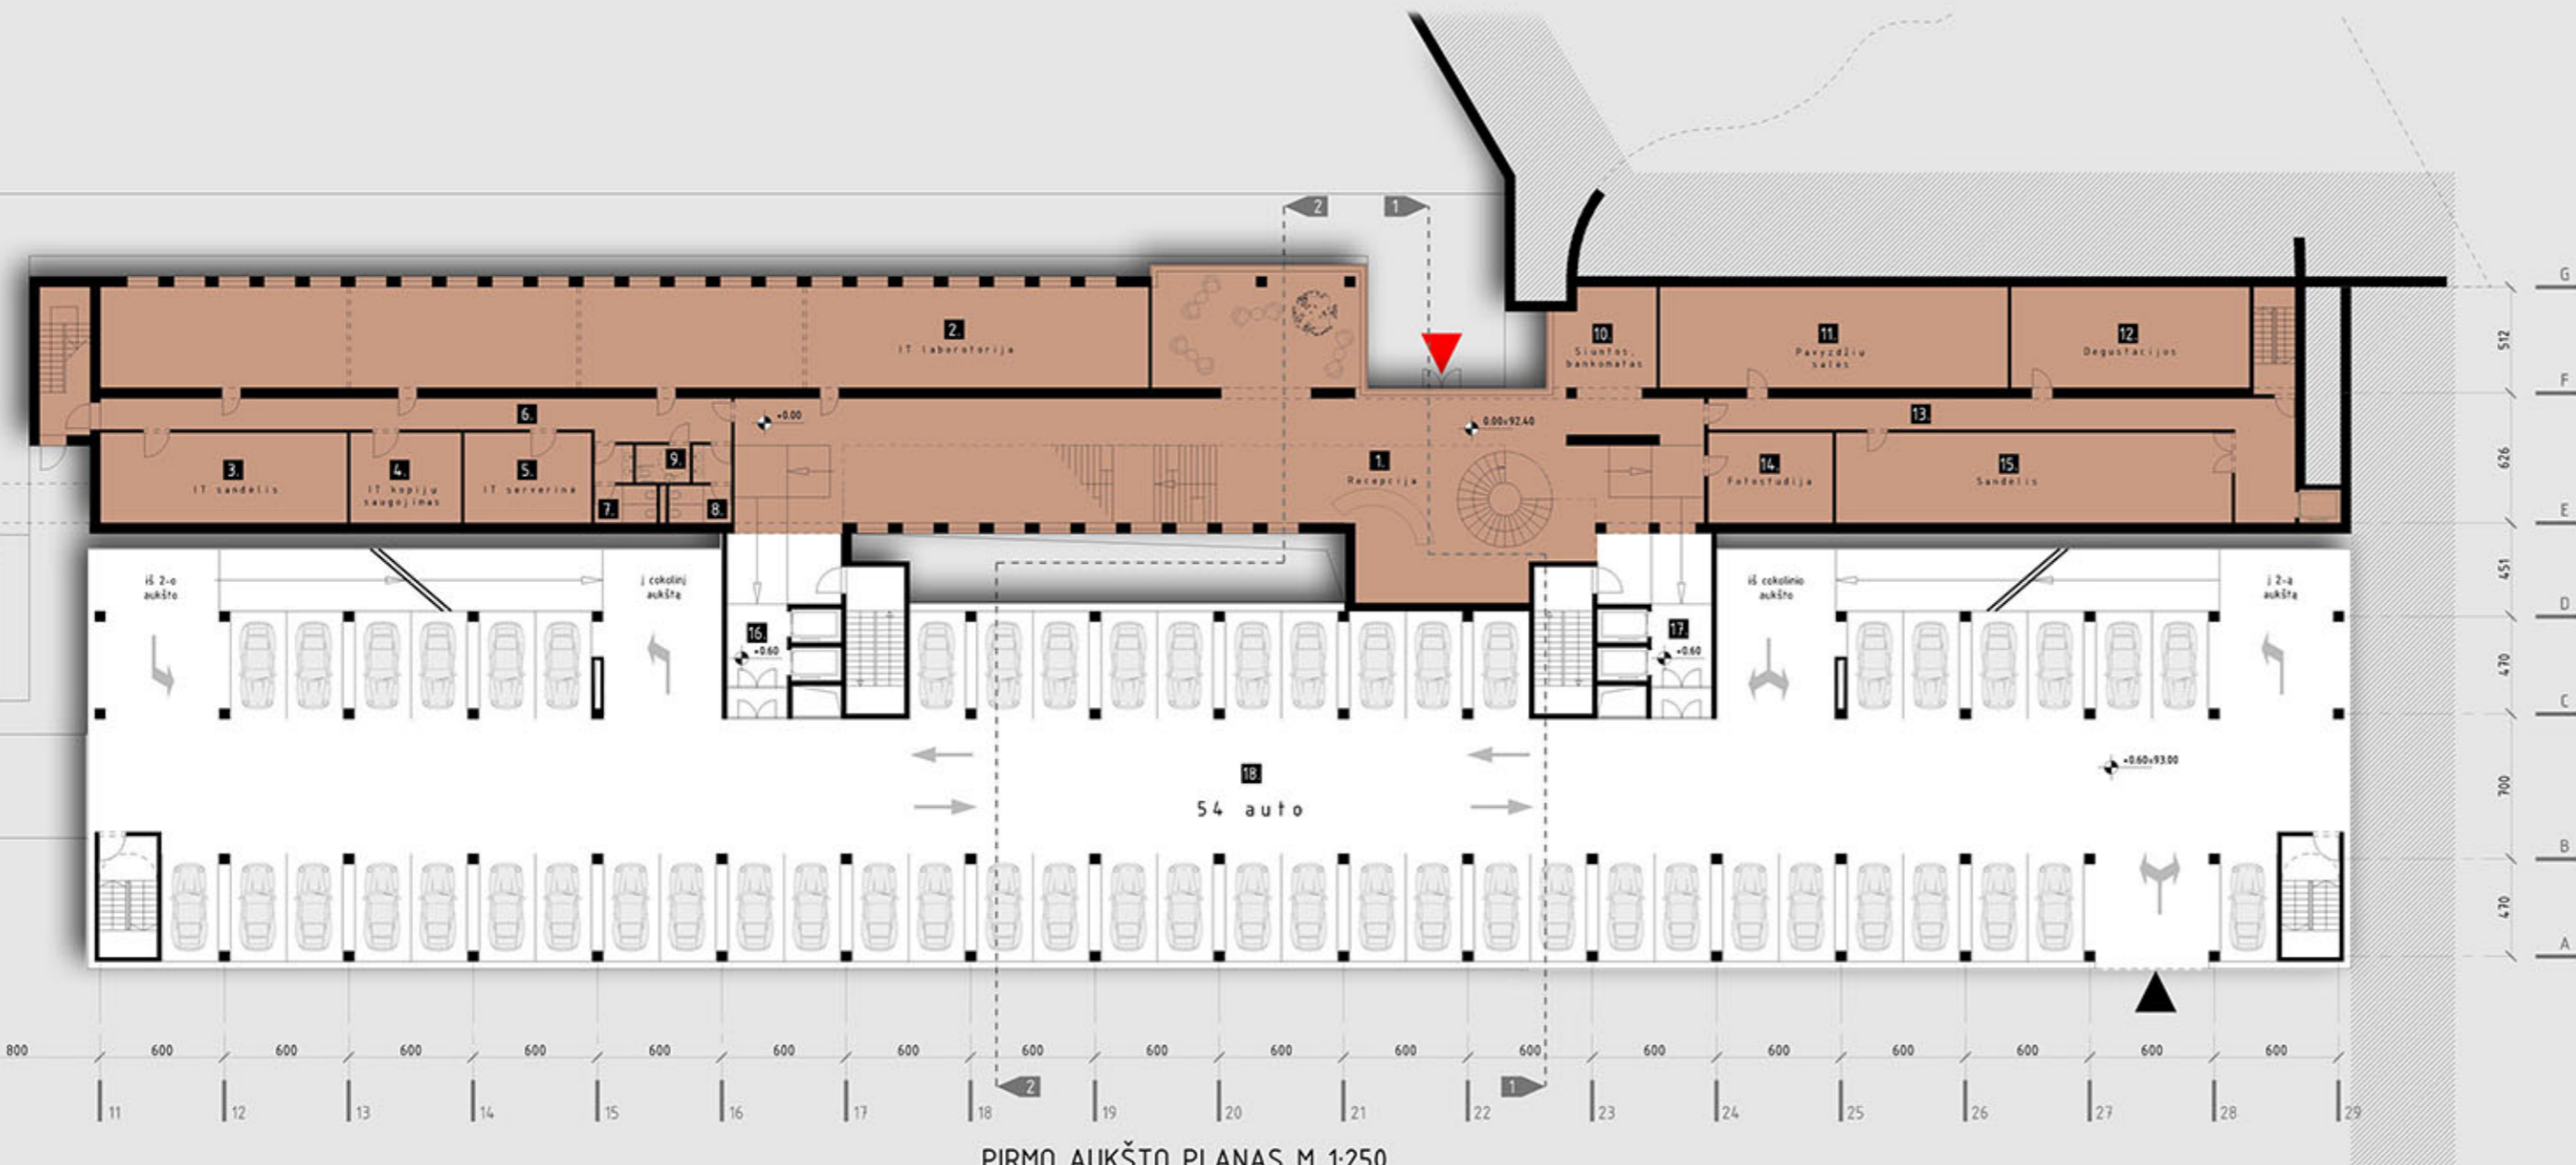 2
1
G
2.
IT laboratorija
10.
Siuntos,
bankomatas
11.
Pavyzdžių
salės
12.
Degustacijos
512
F
6.
+0.00
0.00=92.40
13.
3.
IT sandėlis
4.
IT kopijų
saugojimas
5.
IT serverinė
9.
7.
8.
1.
Recepcija
14.
Fotostudija
15.
Sandėlis
626
E
iš 2-o
aukšto
į cokolinį
aukštą
iš cokolinio
aukšto
į 2-ą
aukštą
451
D
16.
+0.60
17.
+0.60
470
C
18.
54 auto
+0.60=93.00
700
B
470
A
800 600 600 600 600 600 600 600 600 600 600 600 600 600 600 600 600 600 600
2
1
11 12 13 14 15 16 17 18 19 20 21 22 23 24 25 26 27 28 29
PIRMO AUKŠTO PLANAS M 1:250